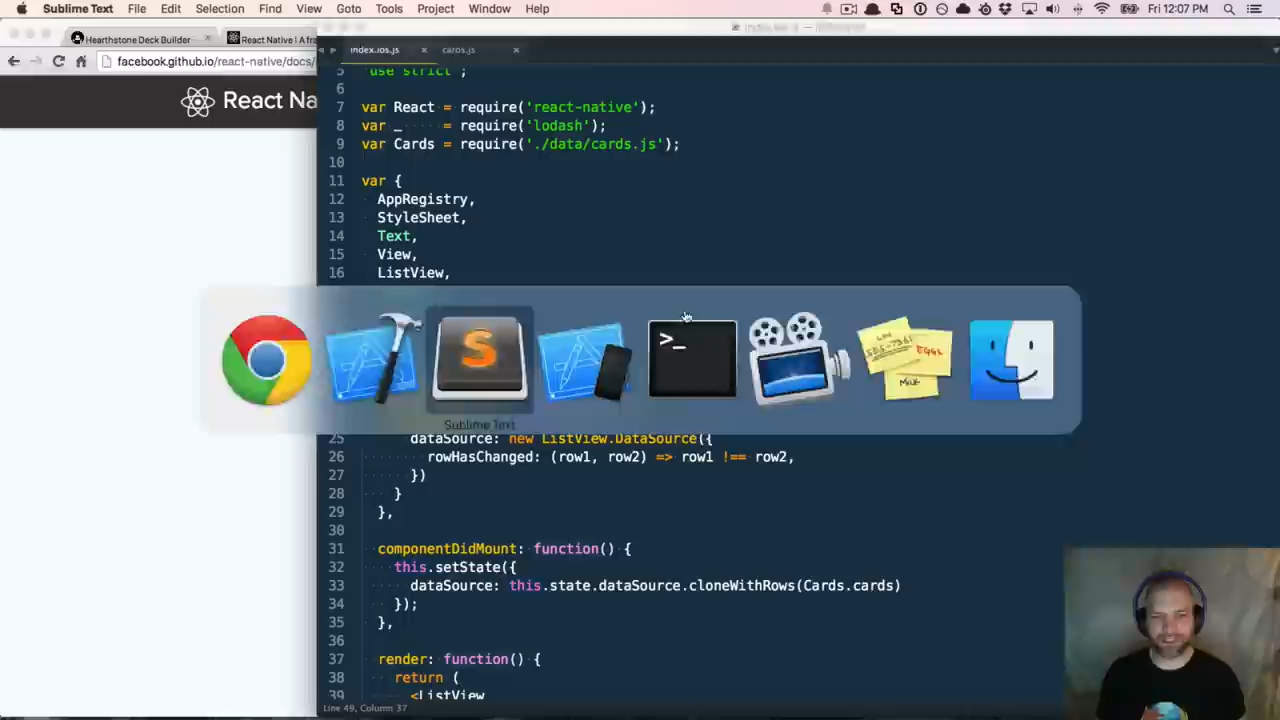 Sublime Text File Edit Selection Find View Goto Tools Project Window Help Fri 12:07 PM
Hearthstone Deck Builder
React Native | A fra
index.ios.js
facebook.github.io/react-native/docs/
React Na
5 'use strict';
6
7 var React = require('react-native');
8 var _ = require('lodash');
9 var Cards = require('./data/cards.js');
10
11 var {
12 AppRegistry,
13 StyleSheet,
14 Text,
15 View,
16 ListView,
>_
S
EGGS
MILK
Sublime Text
25 dataSource: new ListView.DataSource({
26 rowHasChanged: (row1, row2) => row1 !== row2,
27 })
28 }
29 },
30
31 componentDidMount: function() {
32 this.setState({
33 dataSource: this.state.dataSource.cloneWithRows(Cards.cards)
34 });
35 },
36
37 render: function() {
38 return (
39 <ListView
Line 49, Column 37